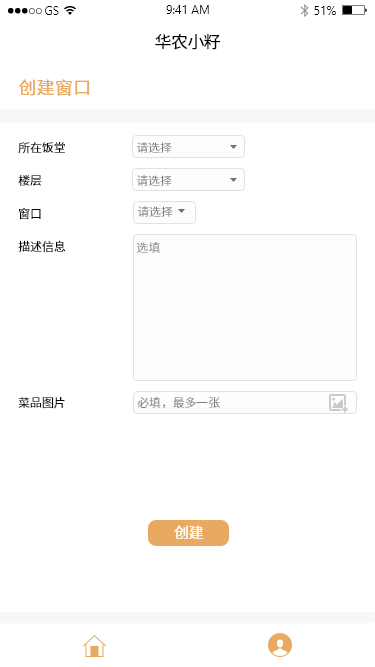 GS 9:41 AM 51%
华农小籽
创建窗口
所在饭堂 请选择
楼层 请选择
窗口 请选择
描述信息 选填
菜品图片 必填，最多一张
创建